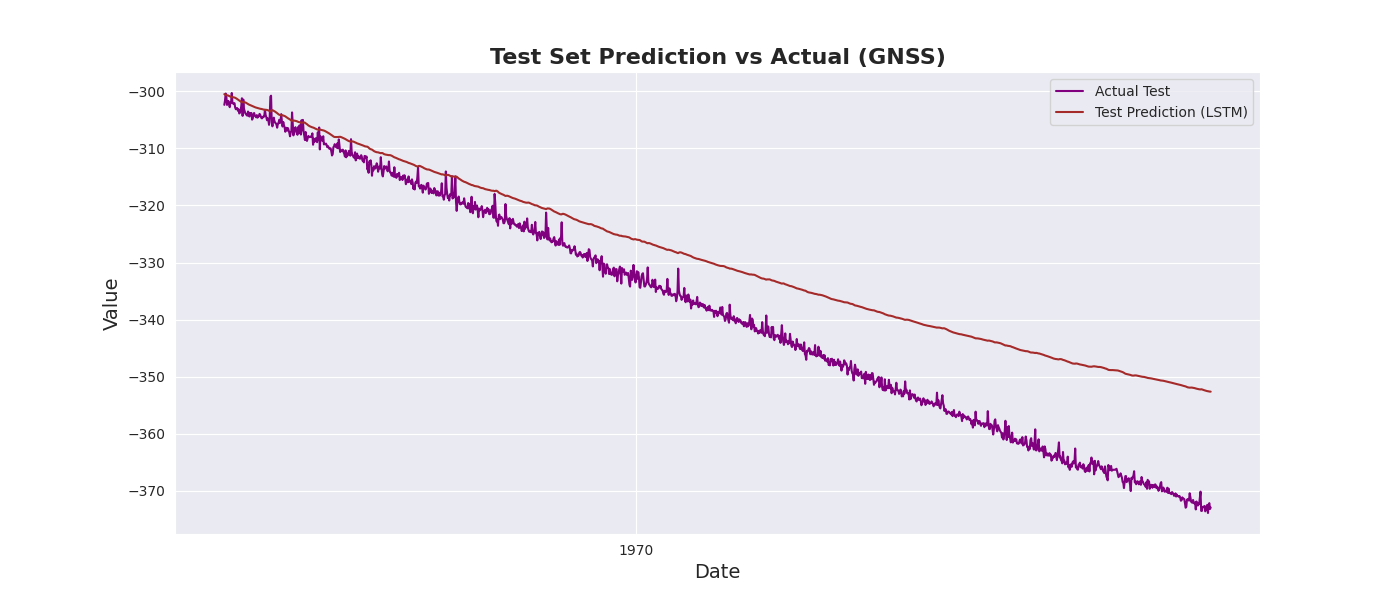 Test Set Prediction vs Actual (GNSS)
Actual Test
Test Prediction (LSTM)
−300
−310
−320
−330
−340
−350
−360
−370
Value
1970
Date